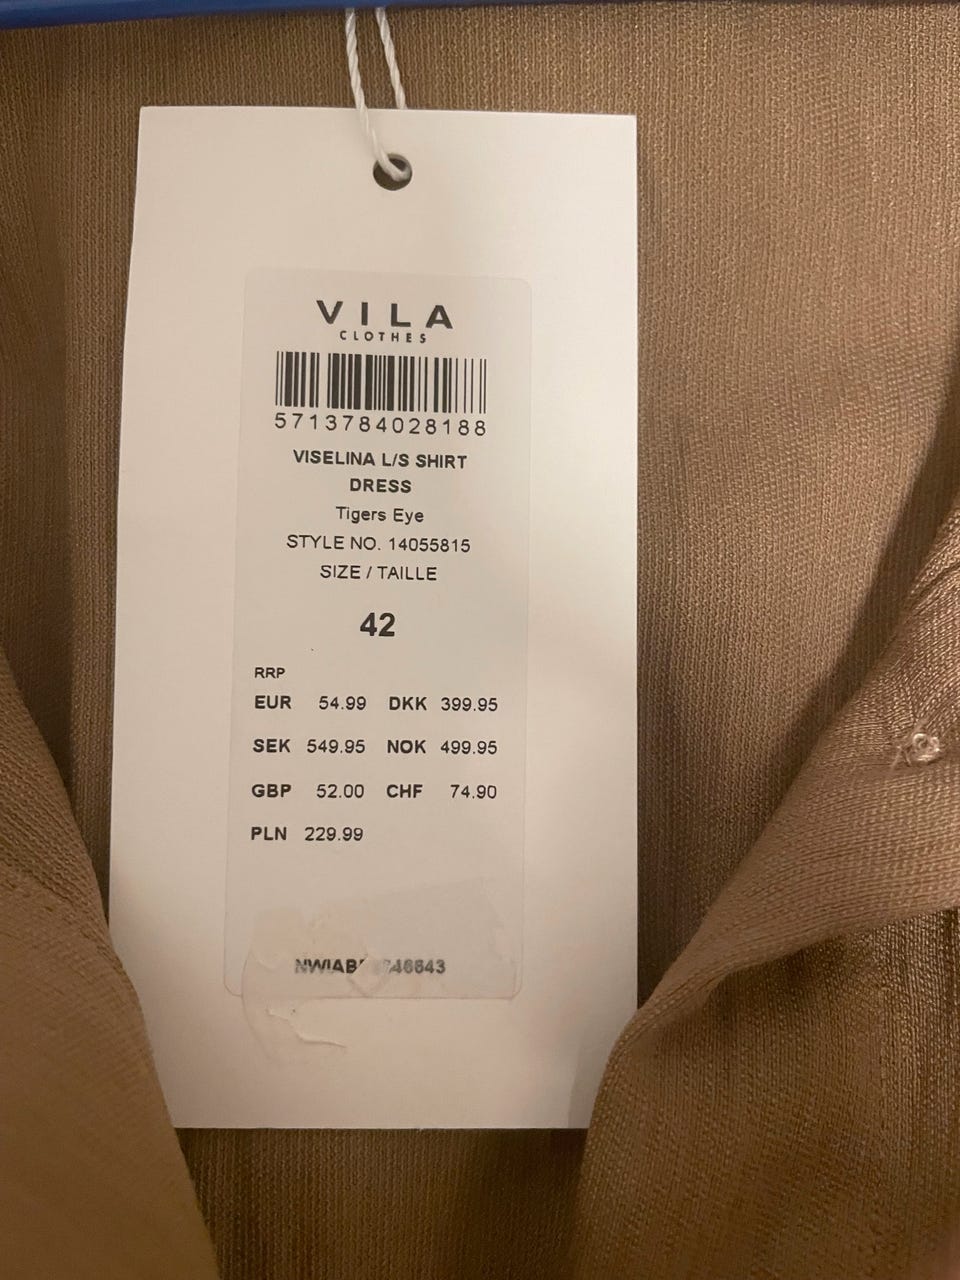 VILA
CLOTHES
5713784028188
VISELINA L/S SHIRT
DRESS
Tigers Eye
STYLE NO. 14055815
SIZE / TAILLE
42
RRP
EUR 54.99 DKK 399.95
SEK 549.95 NOK 499.95
GBP 52.00 CHF 74.90
PLN 229.99